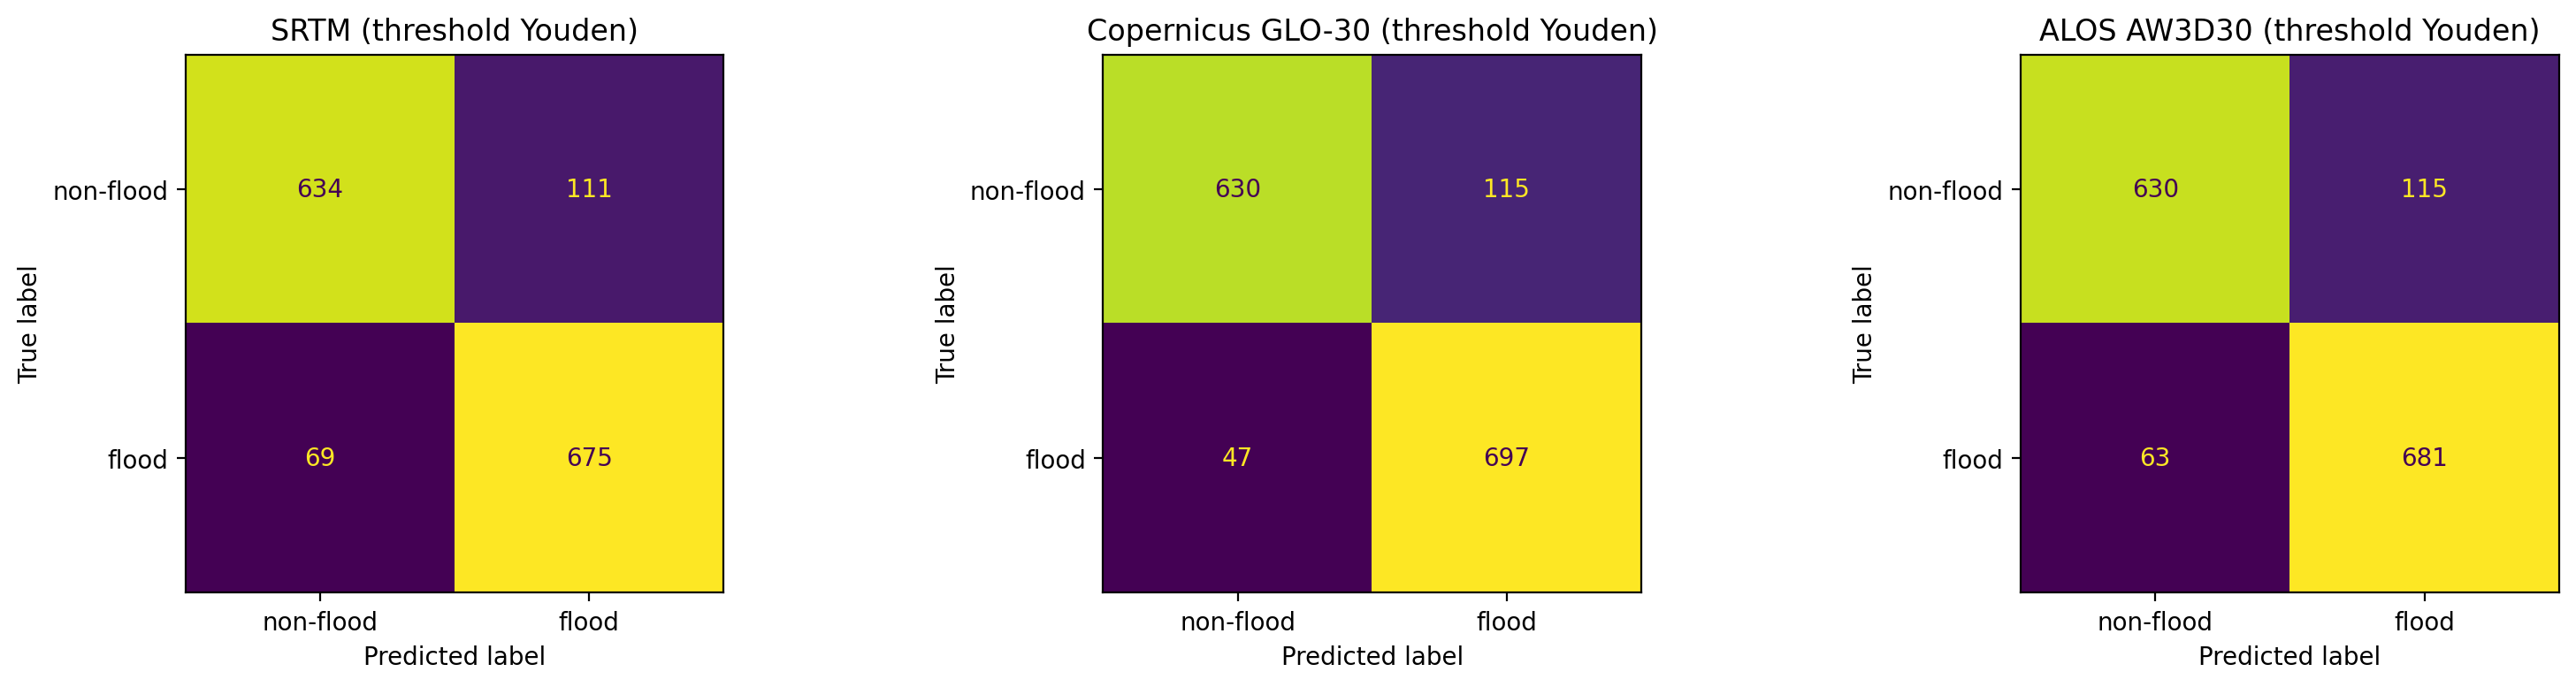 SRTM (threshold Youden)
non-flood
634
111
flood
69
675
True label
non-flood
flood
Predicted label
Copernicus GLO-30 (threshold Youden)
non-flood
630
115
flood
47
697
True label
non-flood
flood
Predicted label
ALOS AW3D30 (threshold Youden)
non-flood
630
115
flood
63
681
True label
non-flood
flood
Predicted label